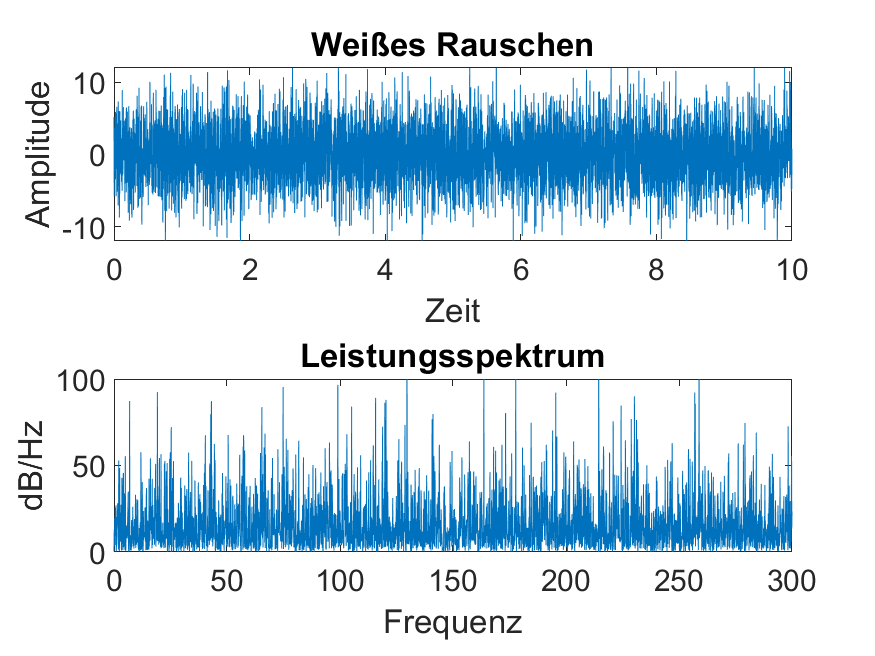 Weißes Rauschen
Amplitude
10
0
-10
0 2 4 6 8 10
Zeit
Leistungsspektrum
dB/Hz
100
50
0
0 50 100 150 200 250 300
Frequenz